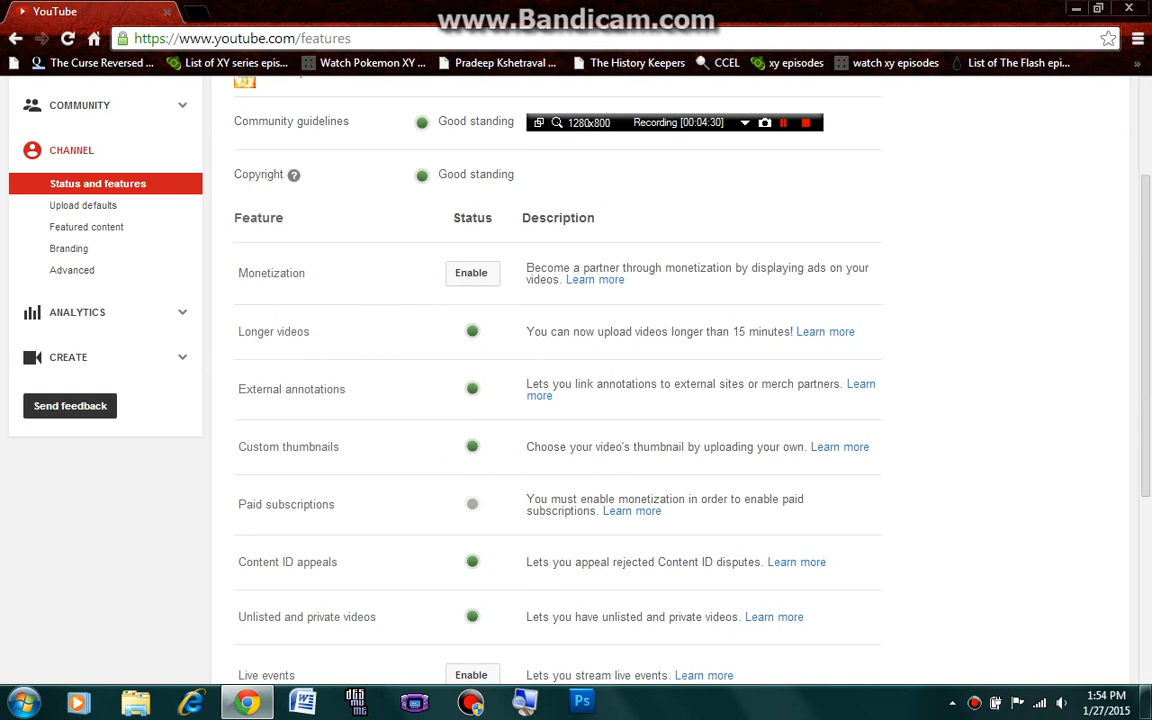 www.Bandicam.com
YouTube
https://www.youtube.com/features
The Curse Reversed ...
List of XY series epis...
Watch Pokemon XY ...
Pradeep Kshetraval ...
The History Keepers
CCEL
xy episodes
watch xy episodes
List of The Flash epi...
»
COMMUNITY
CHANNEL
Status and features
Upload defaults
Featured content
Branding
Advanced
ANALYTICS
CREATE
Send feedback
Community guidelines
Good standing
1280x800 Recording [00:04:30]
Copyright ?
Good standing
Feature Status Description
Monetization
Enable
Become a partner through monetization by displaying ads on your
videos. Learn more
Longer videos
You can now upload videos longer than 15 minutes! Learn more
External annotations
Lets you link annotations to external sites or merch partners. Learn
more
Custom thumbnails
Choose your video's thumbnail by uploading your own. Learn more
Paid subscriptions
You must enable monetization in order to enable paid
subscriptions. Learn more
Content ID appeals
Lets you appeal rejected Content ID disputes. Learn more
Unlisted and private videos
Lets you have unlisted and private videos. Learn more
Live events
Enable
Lets you stream live events. Learn more
Ps
1:54 PM
1/27/2015